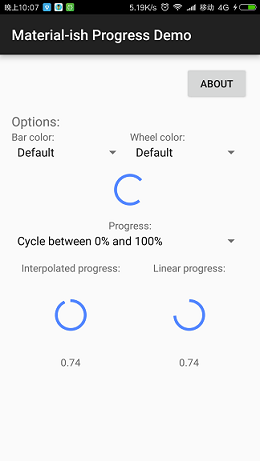 晚上10:07 5.19K/s 移动 4G
Material-ish Progress Demo
ABOUT
Options:
Bar color: Wheel color:
Default Default
Progress:
Cycle between 0% and 100%
Interpolated progress: Linear progress:
0.74 0.74